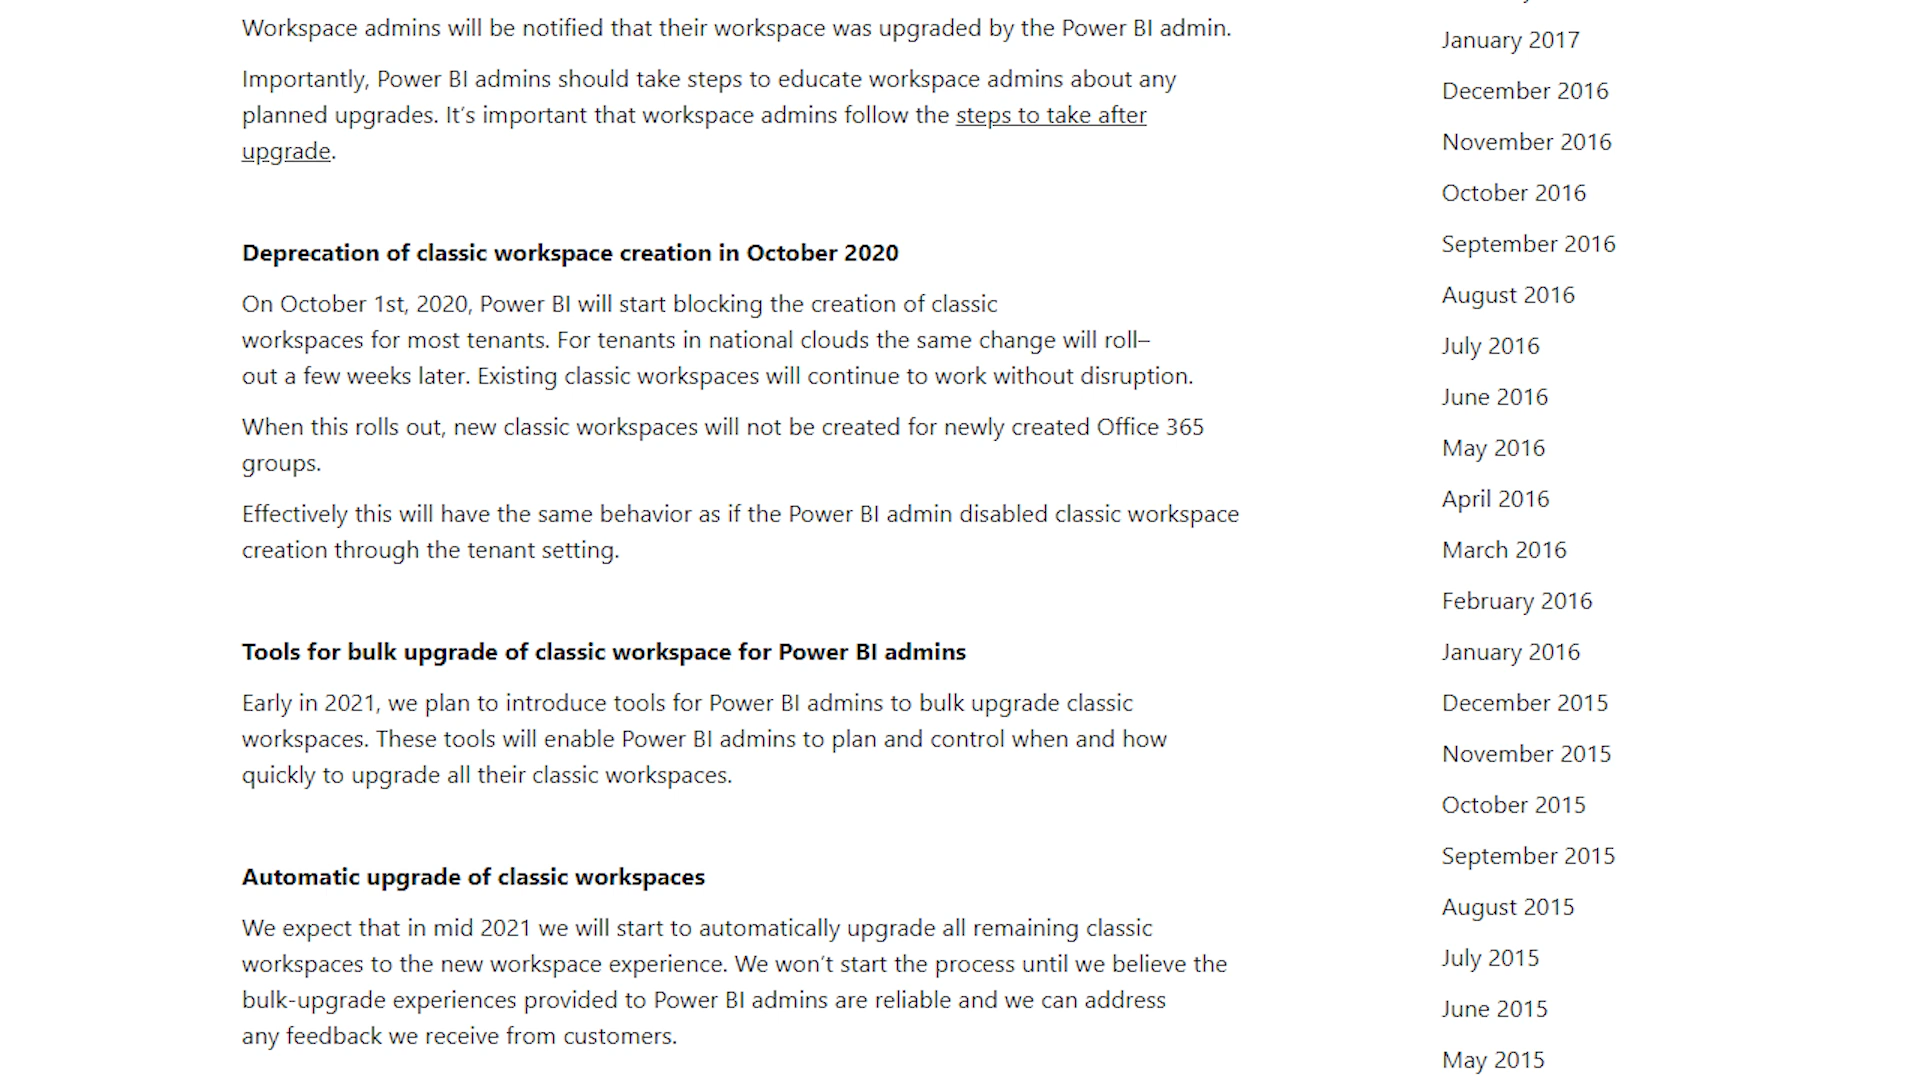 Workspace admins will be notified that their workspace was upgraded by the Power BI admin.
Importantly, Power BI admins should take steps to educate workspace admins about any
planned upgrades. It’s important that workspace admins follow the steps to take after
upgrade.
Deprecation of classic workspace creation in October 2020
On October 1st, 2020, Power BI will start blocking the creation of classic
workspaces for most tenants. For tenants in national clouds the same change will roll–
out a few weeks later. Existing classic workspaces will continue to work without disruption.
When this rolls out, new classic workspaces will not be created for newly created Office 365
groups.
Effectively this will have the same behavior as if the Power BI admin disabled classic workspace
creation through the tenant setting.
Tools for bulk upgrade of classic workspace for Power BI admins
Early in 2021, we plan to introduce tools for Power BI admins to bulk upgrade classic
workspaces. These tools will enable Power BI admins to plan and control when and how
quickly to upgrade all their classic workspaces.
Automatic upgrade of classic workspaces
We expect that in mid 2021 we will start to automatically upgrade all remaining classic
workspaces to the new workspace experience. We won’t start the process until we believe the
bulk-upgrade experiences provided to Power BI admins are reliable and we can address
any feedback we receive from customers.
January 2017
December 2016
November 2016
October 2016
September 2016
August 2016
July 2016
June 2016
May 2016
April 2016
March 2016
February 2016
January 2016
December 2015
November 2015
October 2015
September 2015
August 2015
July 2015
June 2015
May 2015